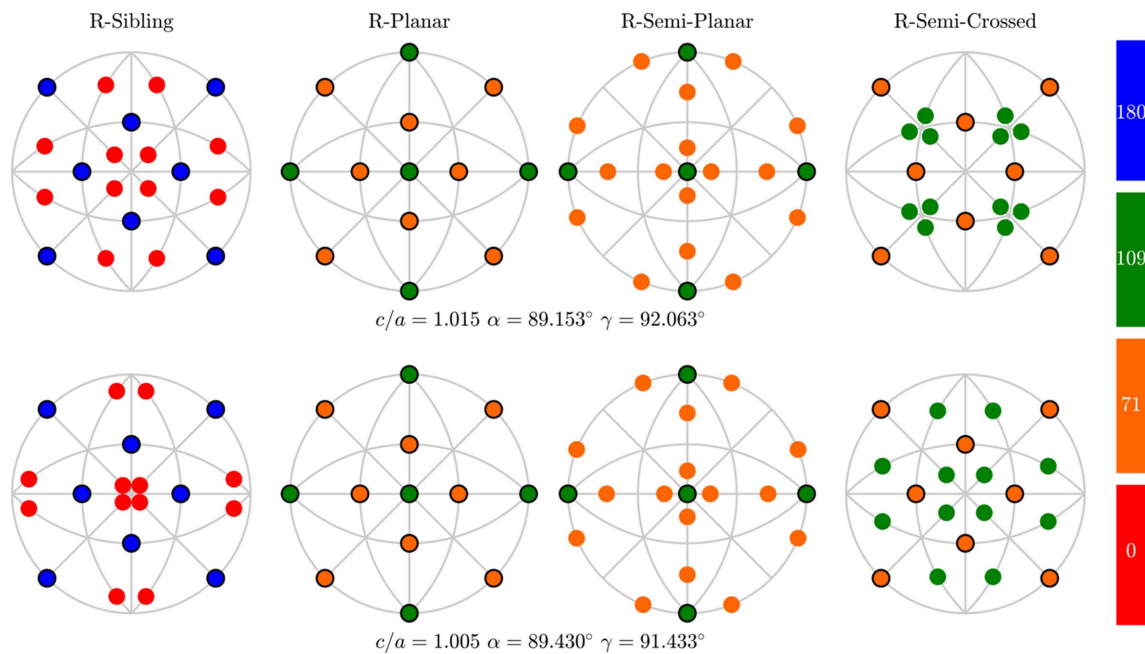 R-Sibling R-Planar R-Semi-Planar R-Semi-Crossed
180
109
c/a = 1.015 α = 89.153° γ = 92.063°
71
0
c/a = 1.005 α = 89.430° γ = 91.433°